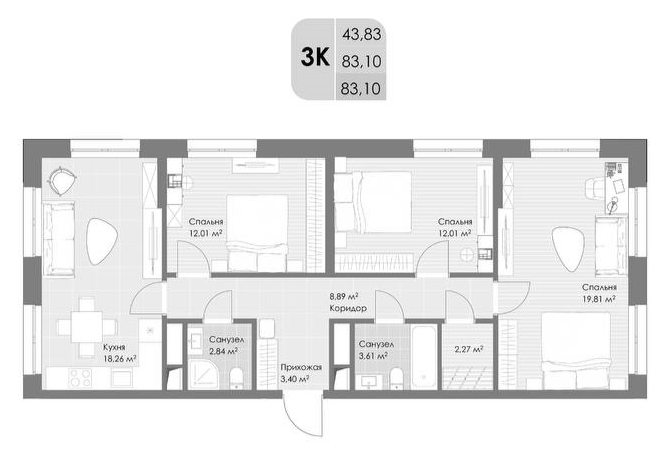 3К
43,83
83,10
83,10
Спальня
12.01 м²
Спальня
12.01 м²
Спальня
19.81 м²
8,89 м²
Коридор
Кухня
18,26 м²
Санузел
2,84 м²
Прихожая
3,40 м²
Санузел
3.61 м²
2,27 м²